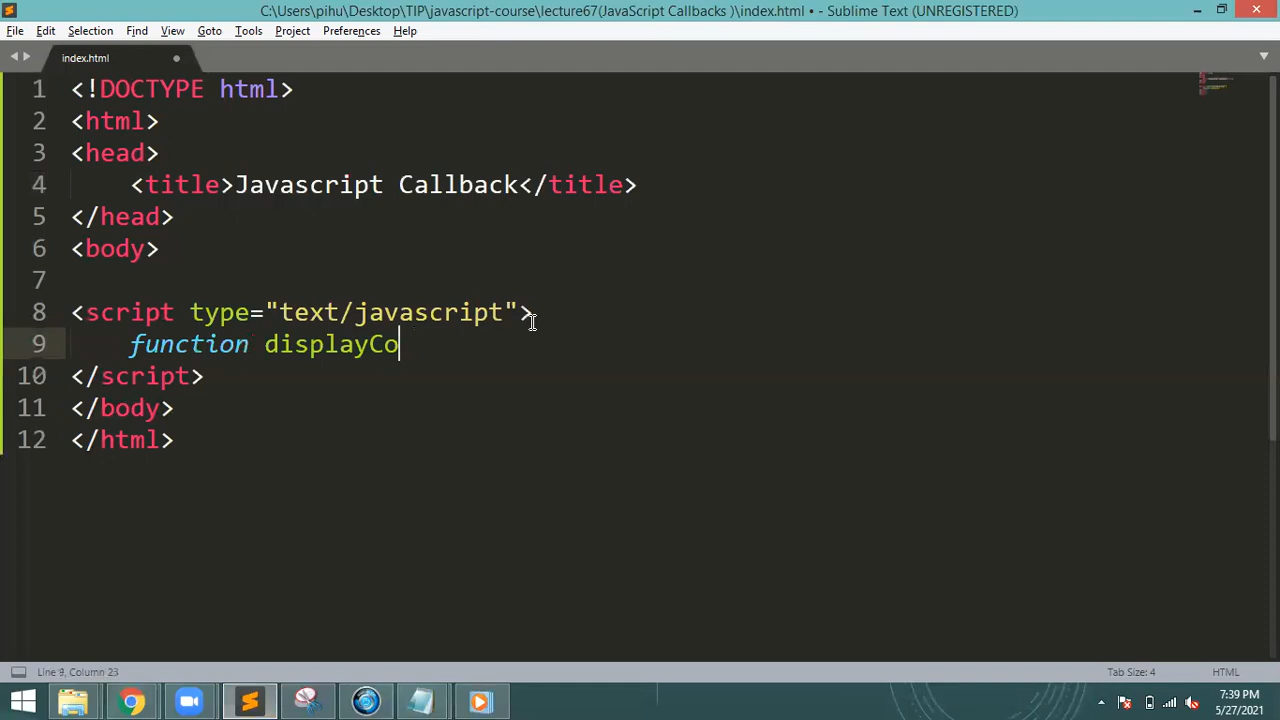 C:\Users\pihu\Desktop\TIP\javascript-course\lecture67(JavaScript Callbacks )\index.html • - Sublime Text (UNREGISTERED)
File Edit Selection Find View Goto Tools Project Preferences Help
index.html
1 <!DOCTYPE html>
2 <html>
3 <head>
4 <title>Javascript Callback</title>
5 </head>
6 <body>
7
8 <script type="text/javascript">
9 function displayCo
10 </script>
11 </body>
12 </html>
Line 9, Column 23 Tab Size: 4 HTML
7:39 PM
5/27/2021